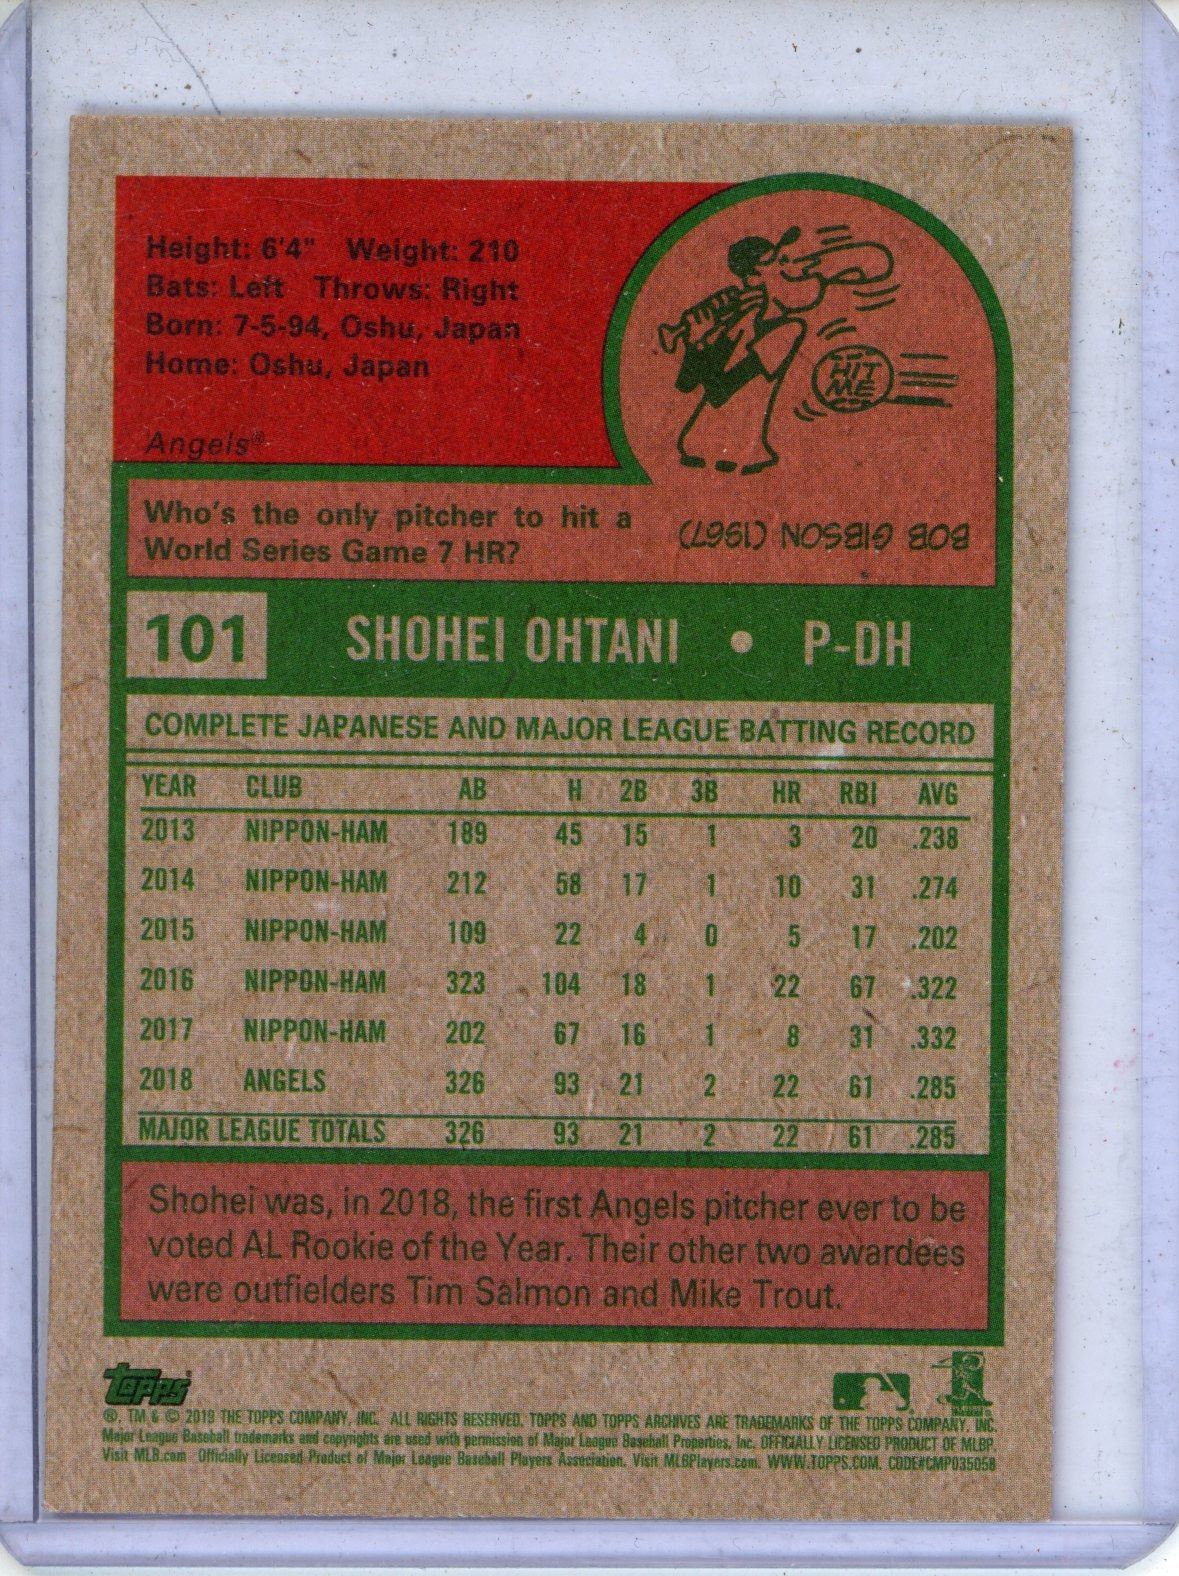 Height: 6'4" Weight: 210
Bats: Left Throws: Right
Born: 7-5-94, Oshu, Japan
Home: Oshu, Japan
Angels®
HIT
ME
Who's the only pitcher to hit a
World Series Game 7 HR?
BOB GIBSON (1967)
101 SHOHEI OHTANI • P-DH
COMPLETE JAPANESE AND MAJOR LEAGUE BATTING RECORD
YEAR CLUB AB H 2B 3B HR RBI AVG
2013 NIPPON-HAM 189 45 15 1 3 20 .238
2014 NIPPON-HAM 212 58 17 1 10 31 .274
2015 NIPPON-HAM 109 22 4 0 5 17 .202
2016 NIPPON-HAM 323 104 18 1 22 67 .322
2017 NIPPON-HAM 202 67 16 1 8 31 .332
2018 ANGELS 326 93 21 2 22 61 .285
MAJOR LEAGUE TOTALS 326 93 21 2 22 61 .285
Shohei was, in 2018, the first Angels pitcher ever to be
voted AL Rookie of the Year. Their other two awardees
were outfielders Tim Salmon and Mike Trout.
Topps
®, TM & © 2019 THE TOPPS COMPANY, INC. ALL RIGHTS RESERVED. TOPPS AND TOPPS ARCHIVES ARE TRADEMARKS OF THE TOPPS COMPANY, INC.
Major League Baseball trademarks and copyrights are used with permission of Major League Baseball Properties, Inc. OFFICIALLY LICENSED PRODUCT OF MLBP.
Visit MLB.com Officially Licensed Product of Major League Baseball Players Association. Visit MLBPlayers.com. WWW.TOPPS.COM. CODE#CMP035058